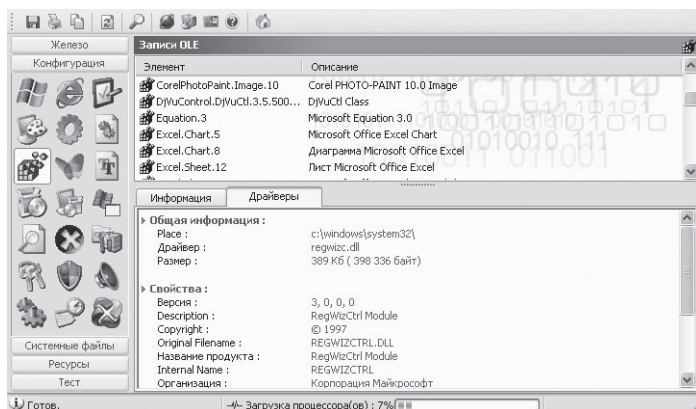 Железо
Конфигурация
Системные файлы
Ресурсы
Тест
Записи OLE
Элемент Описание
CorelPhotoPaint.Image.10 Corel PHOTO-PAINT 10.0 Image
DjVuControl.DjVuCtl.3.5.500... DjVuCtl Class
Equation.3 Microsoft Equation 3.0
Excel.Chart.5 Microsoft Office Excel Chart
Excel.Chart.8 Диаграмма Microsoft Office Excel
Excel.Sheet.12 Лист Microsoft Office Excel
Информация Драйверы
Общая информация :
Place : c:\windows\system32\
Драйвер : regwizc.dll
Размер : 389 Кб ( 398 336 байт)
Свойства :
Версия : 3, 0, 0, 0
Description : RegWizCtrl Module
Copyright : © 1997
Original Filename : REGWIZCTRL.DLL
Название продукта : RegWizCtrl Module
Internal Name : REGWIZCTRL
Организация : Корпорация Майкрософт
Готов. Загрузка процессора(ов) : 7%